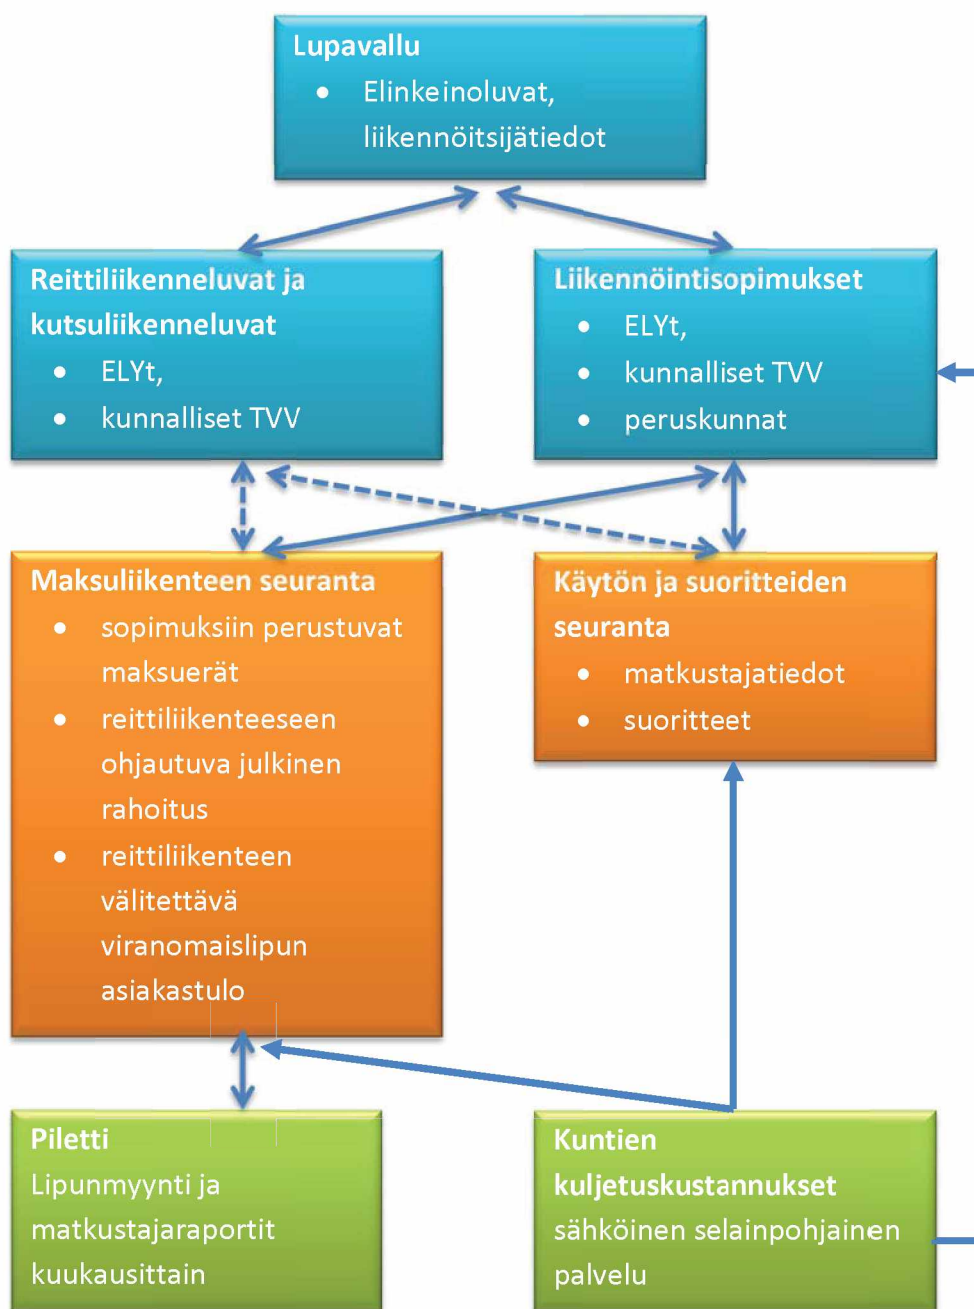 Lupavallu
• Elinkeinoluvat,
liikennöitsijätiedot
Reittiliikenneluvat ja
kutsuliikenneluvat
• ELYt,
• kunnalliset TVV
Liikennöintisopimukset
• ELYt,
• kunnalliset TVV
• peruskunnat
Maksuliikenteen seuranta
• sopimuksiin perustuvat
maksuerät
• reittiliikenteeseen
ohjautuva julkinen
rahoitus
• reittiliikenteen
välitettävä
viranomaislipun
asiakastulo
Käytön ja suoritteiden
seuranta
• matkustajatiedot
• suoritteet
Piletti
Lipunmyynti ja
matkustajaraportit
kuukausittain
Kuntien
kuljetuskustannukset
sähköinen selainpohjainen
palvelu